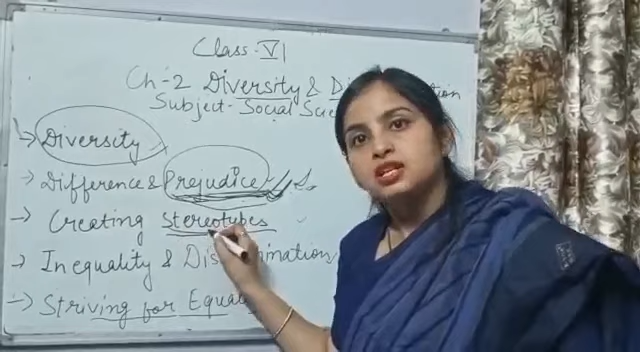 Class-VI
Ch-2 Diversity &
Subject-Social
→ Diversity
→ Difference & Prejudice
→ Creating Stereotypes
→ Inequality &
→ Striving for